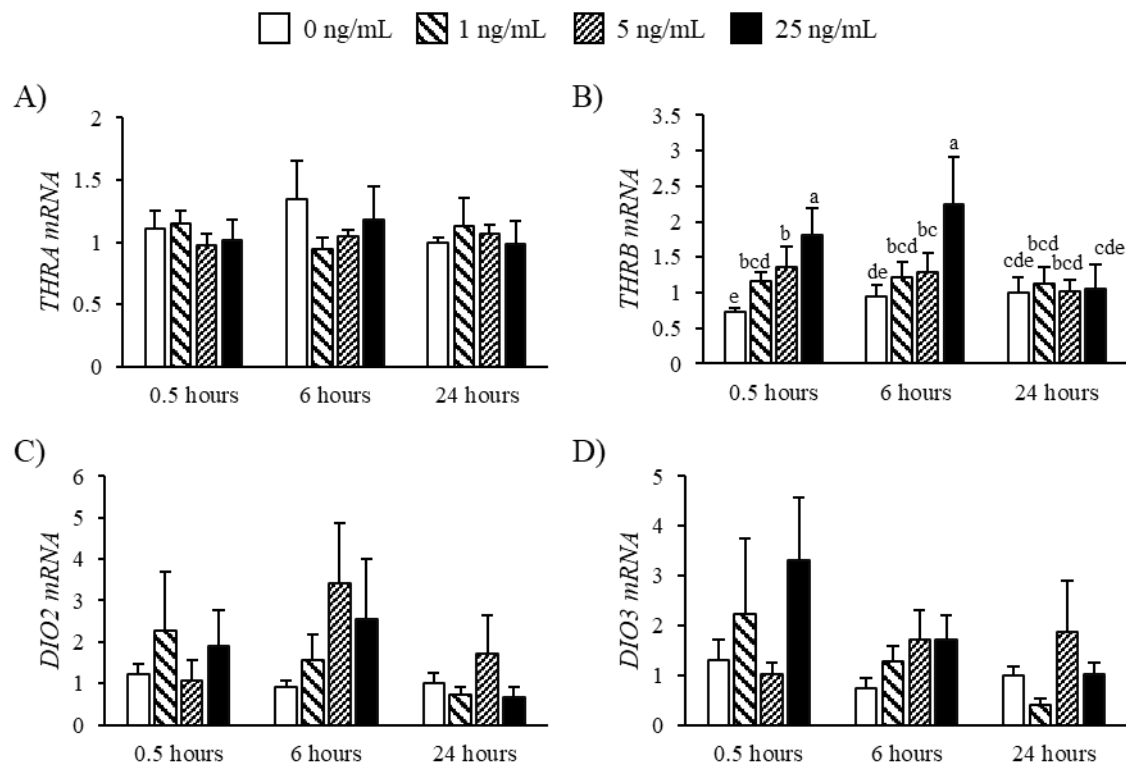 0 ng/mL 1 ng/mL 5 ng/mL 25 ng/mL
A)
THRA mRNA
2
1.5
1
0.5
0
0.5 hours 6 hours 24 hours
B)
THRB mRNA
3.5
3
2.5
2
1.5
1
0.5
0
e bcd b a de bcd bc a cde bcd bcd cde
0.5 hours 6 hours 24 hours
C)
DIO2 mRNA
6
5
4
3
2
1
0
0.5 hours 6 hours 24 hours
D)
DIO3 mRNA
5
4
3
2
1
0
0.5 hours 6 hours 24 hours